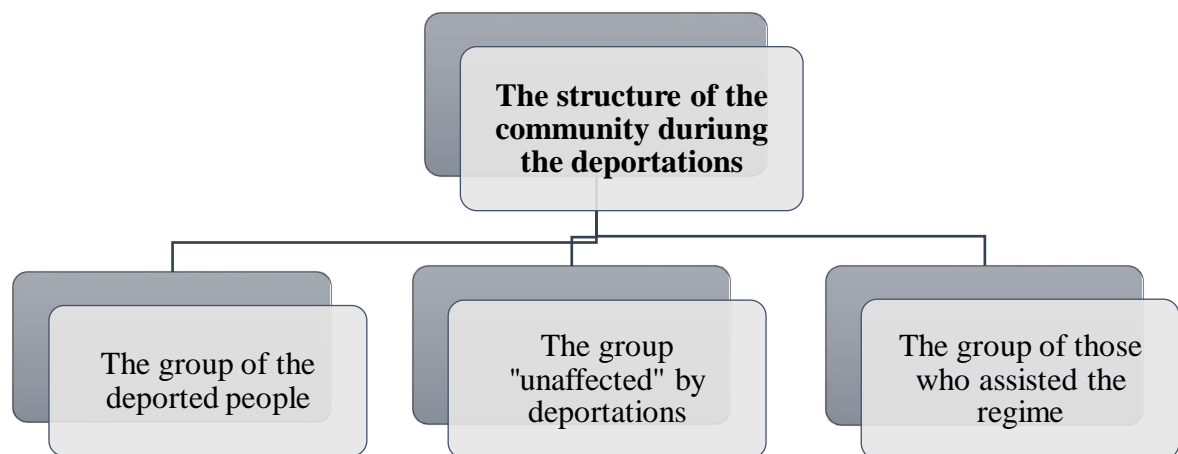 The structure of the
community duriung
the deportations
The group of the
deported people
The group
"unaffected" by
deportations
The group of those
who assisted the
regime